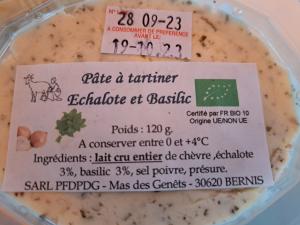 28 09-23
A CONSOMMER DE PREFERENCE
AVANT LE:
19-10.23
Pâte à tartiner
Echalote et Basilic
Certifié par FR BIO 10
Origine UE/NON UE
Poids : 120 g.
A conserver entre 0 et +4°C
Ingrédients : lait cru entier de chèvre ,échalote
3%, basilic 3%, sel poivre, présure.
SARL PFDPDG - Mas des Genêts - 30620 BERNIS